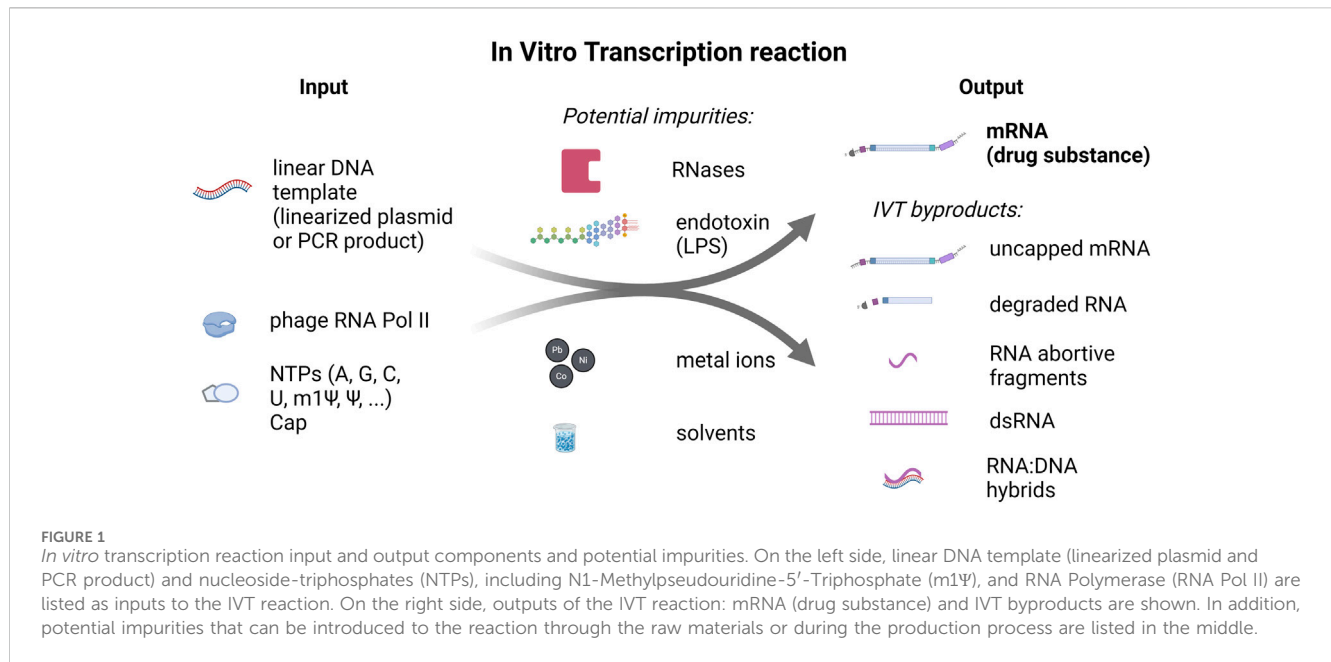 In Vitro Transcription reaction
Input
linear DNA
template
(linearized plasmid
or PCR product)
phage RNA Pol II
NTPs (A, G, C,
U, m1Ψ, Ψ, ...)
Cap
Potential impurities:
RNases
endotoxin
(LPS)
Pb
Ni
Co
metal ions
solvents
Output
mRNA
(drug substance)
IVT byproducts:
uncapped mRNA
degraded RNA
RNA abortive
fragments
dsRNA
RNA:DNA
hybrids
FIGURE 1
In vitro transcription reaction input and output components and potential impurities. On the left side, linear DNA template (linearized plasmid and
PCR product) and nucleoside-triphosphates (NTPs), including N1-Methylpseudouridine-5′-Triphosphate (m1Ψ), and RNA Polymerase (RNA Pol II) are
listed as inputs to the IVT reaction. On the right side, outputs of the IVT reaction: mRNA (drug substance) and IVT byproducts are shown. In addition,
potential impurities that can be introduced to the reaction through the raw materials or during the production process are listed in the middle.